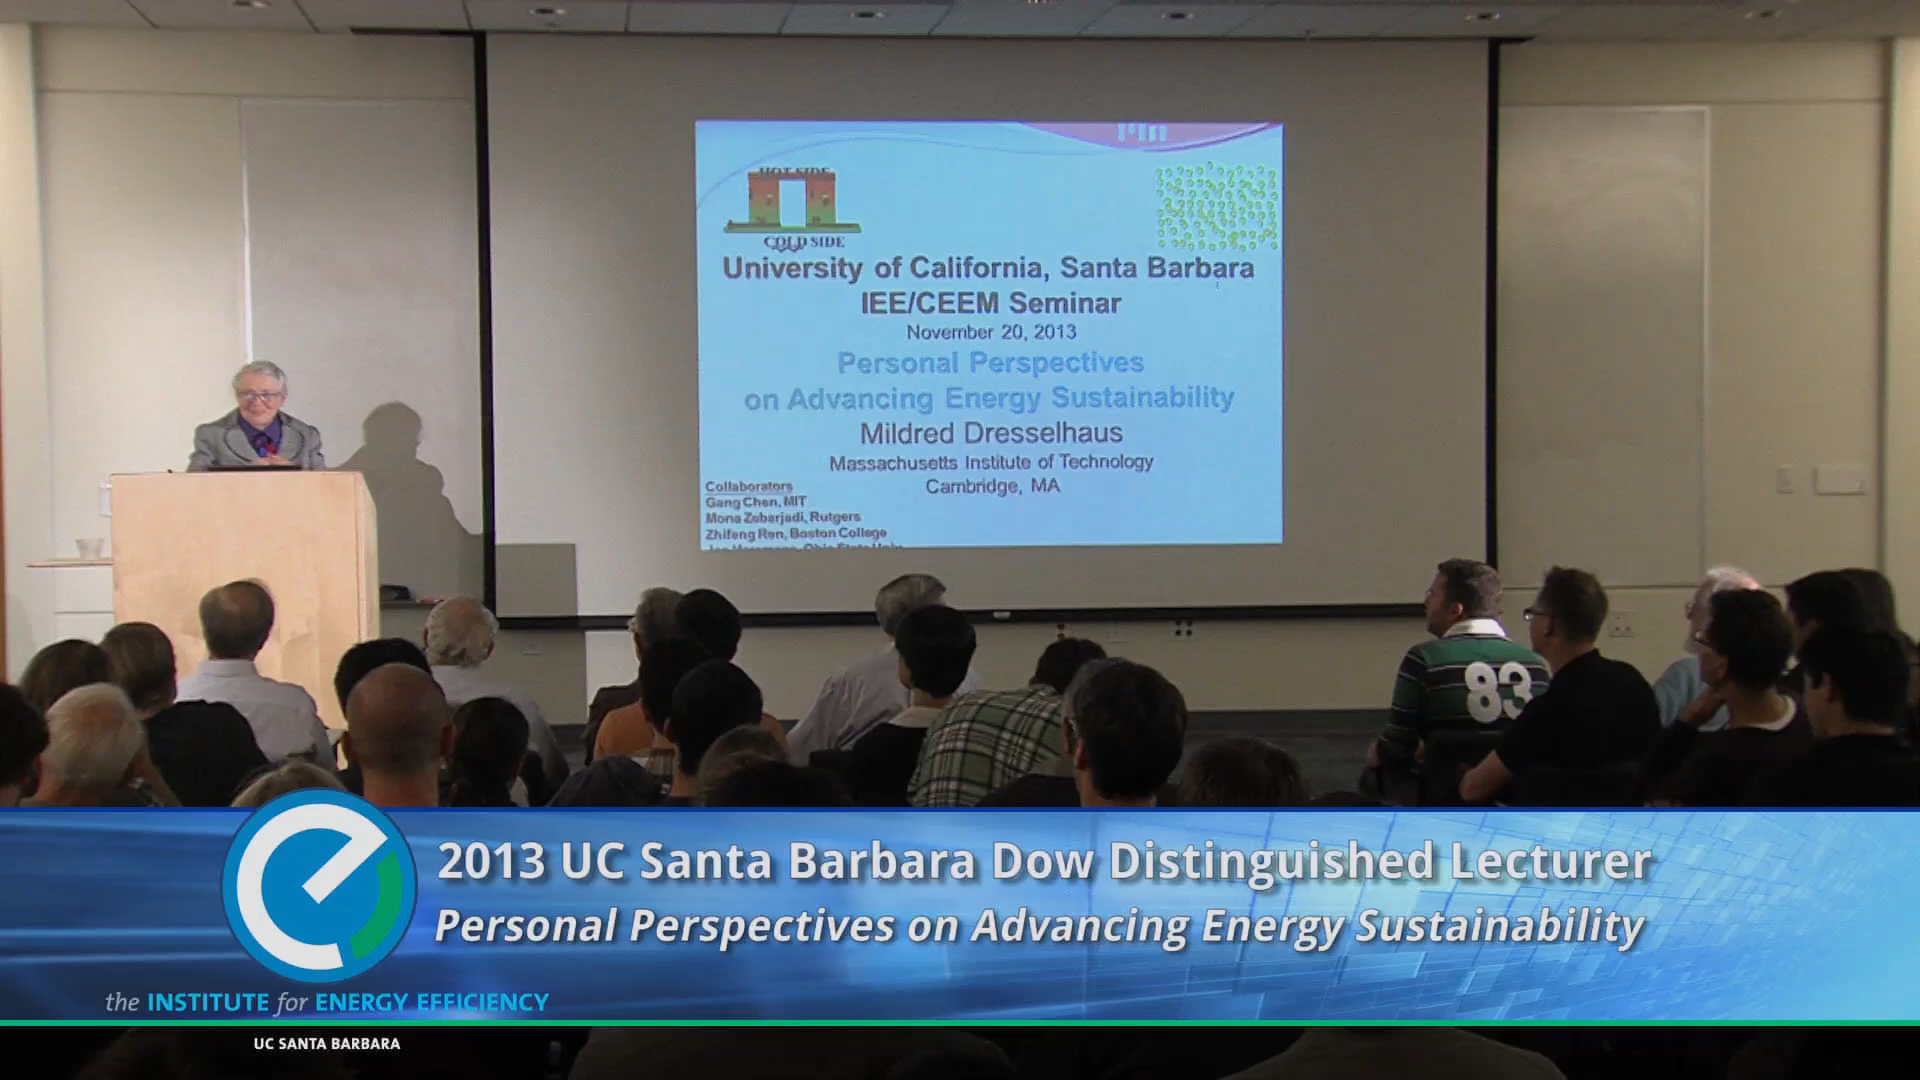 HOT SIDE
COLD SIDE
University of California, Santa Barbara
IEE/CEEM Seminar
November 20, 2013
Personal Perspectives
on Advancing Energy Sustainability
Mildred Dresselhaus
Massachusetts Institute of Technology
Cambridge, MA
Collaborators
Gang Chen, MIT
Mona Zebarjadi, Rutgers
Zhifeng Ren, Boston College
83
2013 UC Santa Barbara Dow Distinguished Lecturer
Personal Perspectives on Advancing Energy Sustainability
the INSTITUTE for ENERGY EFFICIENCY
UC SANTA BARBARA